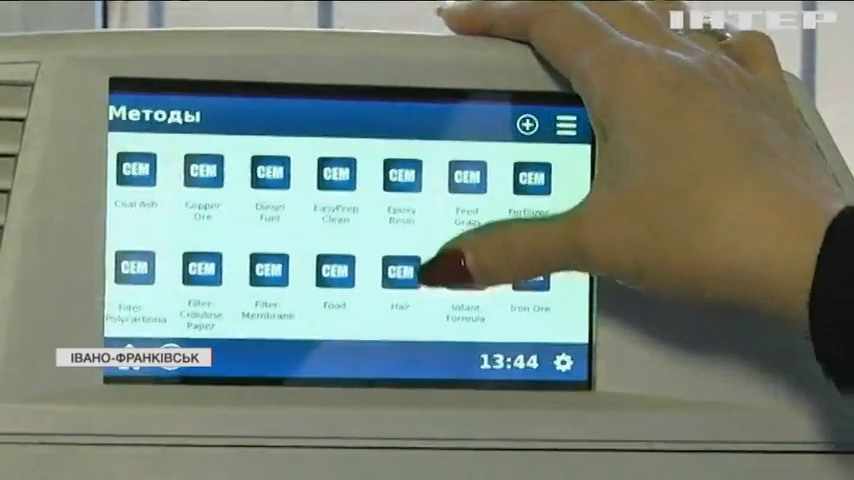 ІНТЕР
Методы
CEM CEM CEM CEM CEM CEM CEM
Coal Ash
Copper Ore
Diesel Fuel
EasyPrep Clean
Epoxy Resin
Feed Grain
Fertilizer
CEM CEM CEM CEM CEM
Filter: Polycarbona
Filter: Cellulose Paper
Filter: Membrane
Food
Hair
Infant Formula
Iron Ore
ІВАНО-ФРАНКІВСЬК
13:44